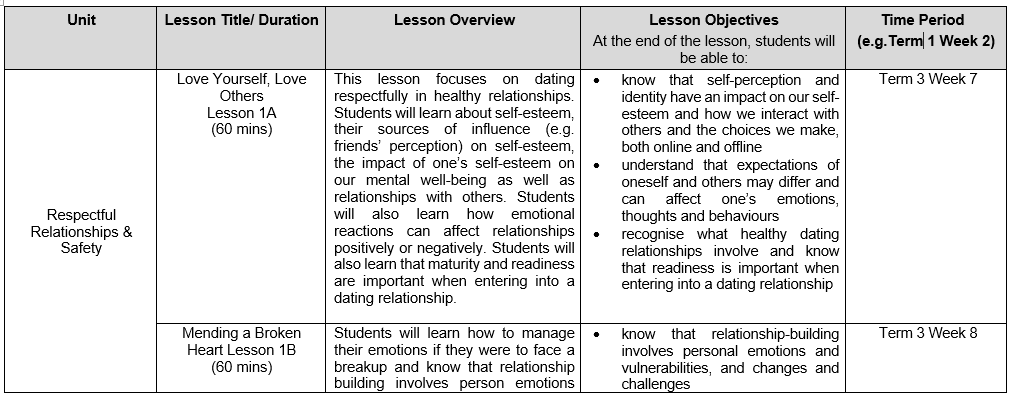 Unit
Lesson Title/ Duration
Lesson Overview
Lesson Objectives
At the end of the lesson, students will
be able to:
Time Period
(e.g.Term 1 Week 2)
Respectful
Relationships &
Safety
Love Yourself, Love
Others
Lesson 1A
(60 mins)
This lesson focuses on dating
respectfully in healthy relationships.
Students will learn about self-esteem,
their sources of influence (e.g.
friends’ perception) on self-esteem,
the impact of one’s self-esteem on
our mental well-being as well as
relationships with others. Students
will also learn how emotional
reactions can affect relationships
positively or negatively. Students will
also learn that maturity and readiness
are important when entering into a
dating relationship.
• know that self-perception and
identity have an impact on our self-
esteem and how we interact with
others and the choices we make,
both online and offline
• understand that expectations of
oneself and others may differ and
can affect one’s emotions,
thoughts and behaviours
• recognise what healthy dating
relationships involve and know
that readiness is important when
entering into a dating relationship
Term 3 Week 7
Mending a Broken
Heart Lesson 1B
(60 mins)
Students will learn how to manage
their emotions if they were to face a
breakup and know that relationship
building involves person emotions
• know that relationship-building
involves personal emotions and
vulnerabilities, and changes and
challenges
Term 3 Week 8